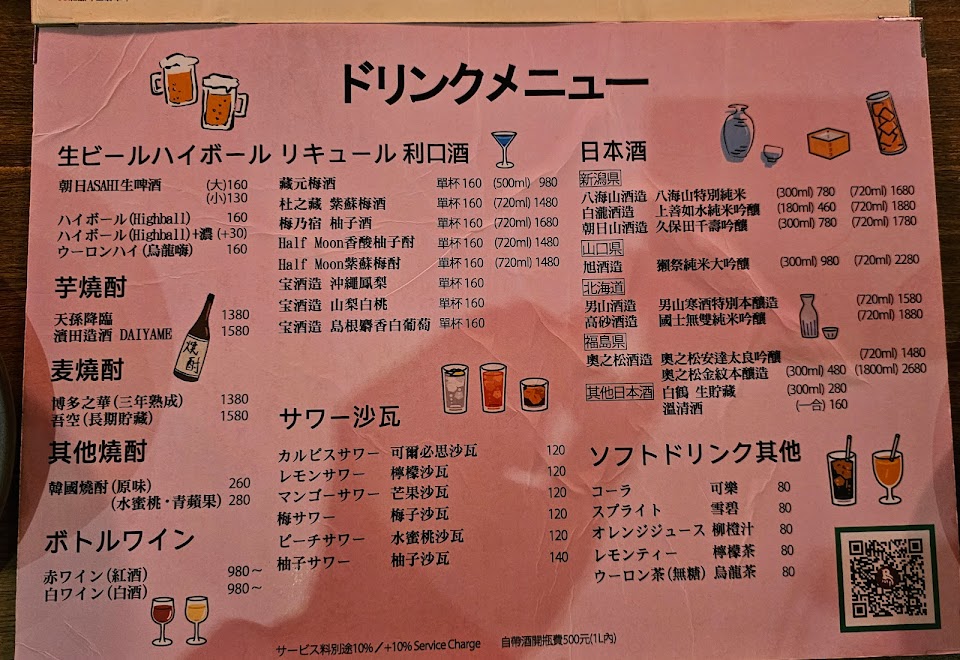 ドリンクメニュー
生ビールハイボール
朝日ASAHI生啤酒 (大)160
(小)130
ハイボール(Highball) 160
ハイボール(Highball)+濃 (+30)
ウーロンハイ(烏龍嗨) 160
芋燒酎
天孫降臨 1380
濱田造酒 DAIYAME 1580
燒酎
麦燒酎
博多之華(三年熟成) 1380
吾空(長期貯藏) 1580
其他燒酎
韓國燒酎(原味) 260
(水蜜桃・青蘋果) 280
ボトルワイン
赤ワイン(紅酒) 980～
白ワイン(白酒) 980～
リキュール 利口酒
藏元梅酒 單杯160 (500ml) 980
杜之藏 紫蘇梅酒 單杯160 (720ml) 1480
梅乃宿 柚子酒 單杯160 (720ml) 1680
Half Moon香酸柚子酎 單杯160 (720ml) 1480
Half Moon紫蘇梅酎 單杯160 (720ml) 1480
宝酒造 沖繩鳳梨 單杯160
宝酒造 山梨白桃 單杯160
宝酒造 島根麝香白葡萄 單杯160
サワー沙瓦
カルピスサワー 可爾必思沙瓦 120
レモンサワー 檸檬沙瓦 120
マンゴーサワー 芒果沙瓦 120
梅サワー 梅子沙瓦 120
ピーチサワー 水蜜桃沙瓦 120
柚子サワー 柚子沙瓦 140
日本酒
新潟県
八海山酒造 八海山特別純米 (300ml) 780 (720ml) 1680
白瀧酒造 上善如水純米吟釀 (180ml) 460 (720ml) 1880
朝日山酒造 久保田千壽吟釀 (300ml) 780 (720ml) 1780
山口県
旭酒造 獺祭純米大吟釀 (300ml) 980 (720ml) 2280
北海道
男山酒造 男山寒酒特別本釀造 (720ml) 1580
高砂酒造 國士無雙純米吟釀 (720ml) 1880
福島県
奧之松酒造 奧之松安達太良吟釀 (720ml) 1480
奧之松金紋本釀造 (300ml) 480 (1800ml) 2680
其他日本酒 白鶴 生貯藏 (300ml) 280
溫清酒 (一合) 160
ソフトドリンク其他
コーラ 可樂 80
スプライト 雪碧 80
オレンジジュース 柳橙汁 80
レモンティー 檸檬茶 80
ウーロン茶(無糖) 烏龍茶 80
サービス料別途10%／+10% Service Charge 自帶酒開瓶費500元(1L內)